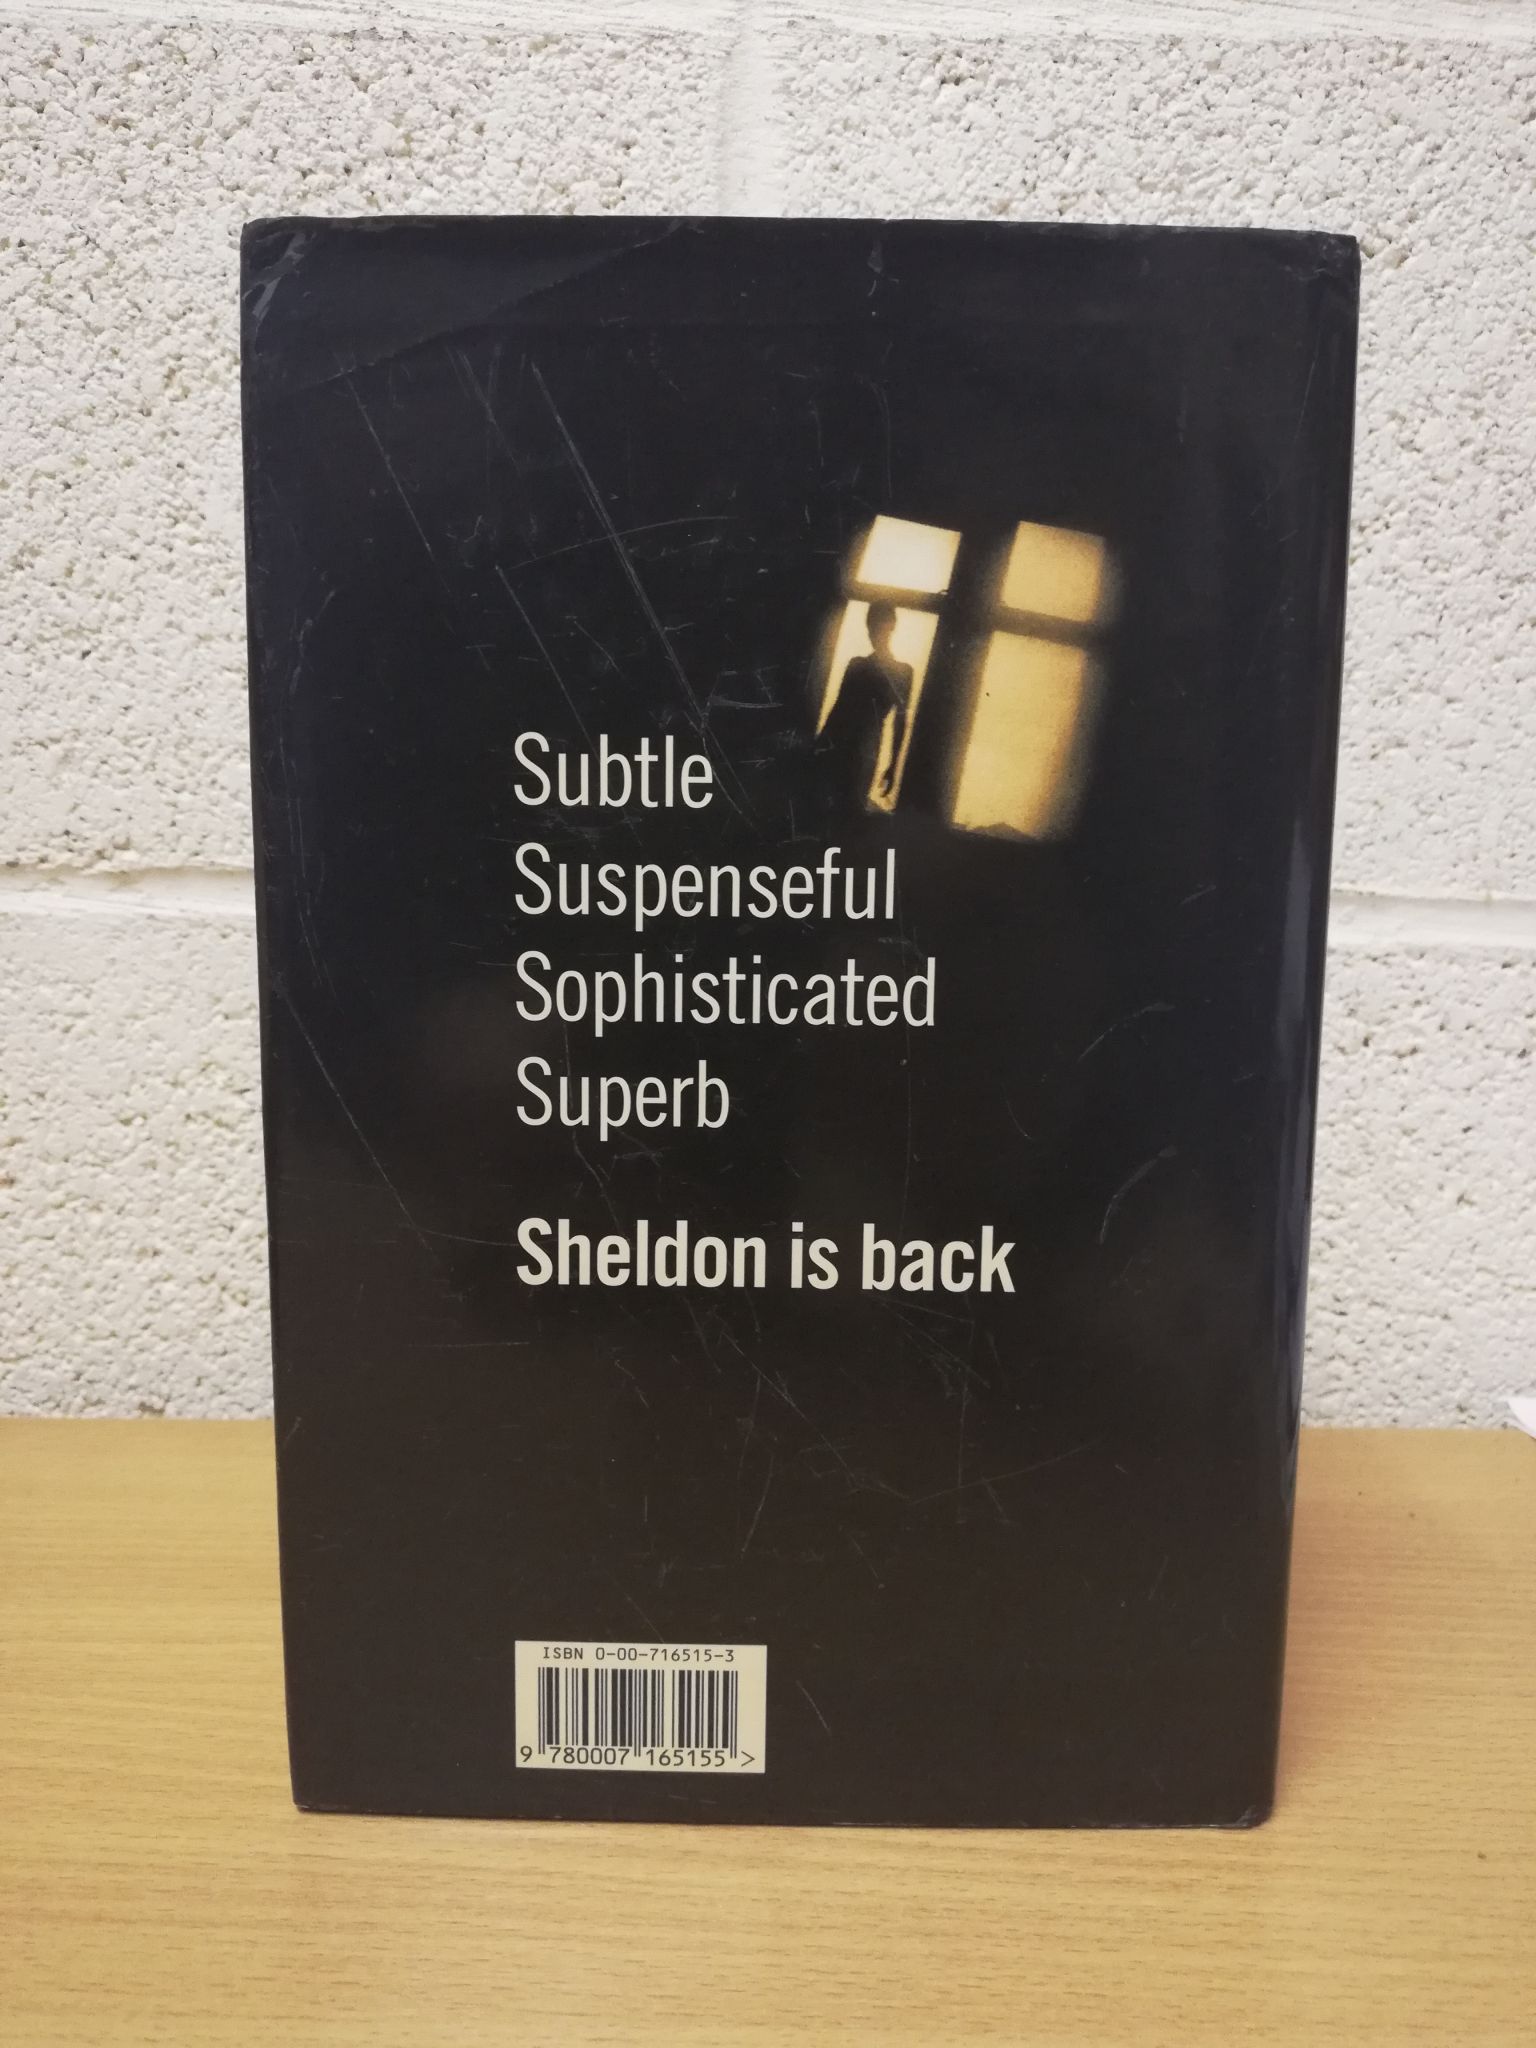 Subtle
Suspenseful
Sophisticated
Superb
Sheldon is back
ISBN 0-00-716515-3
9 780007 165155 >